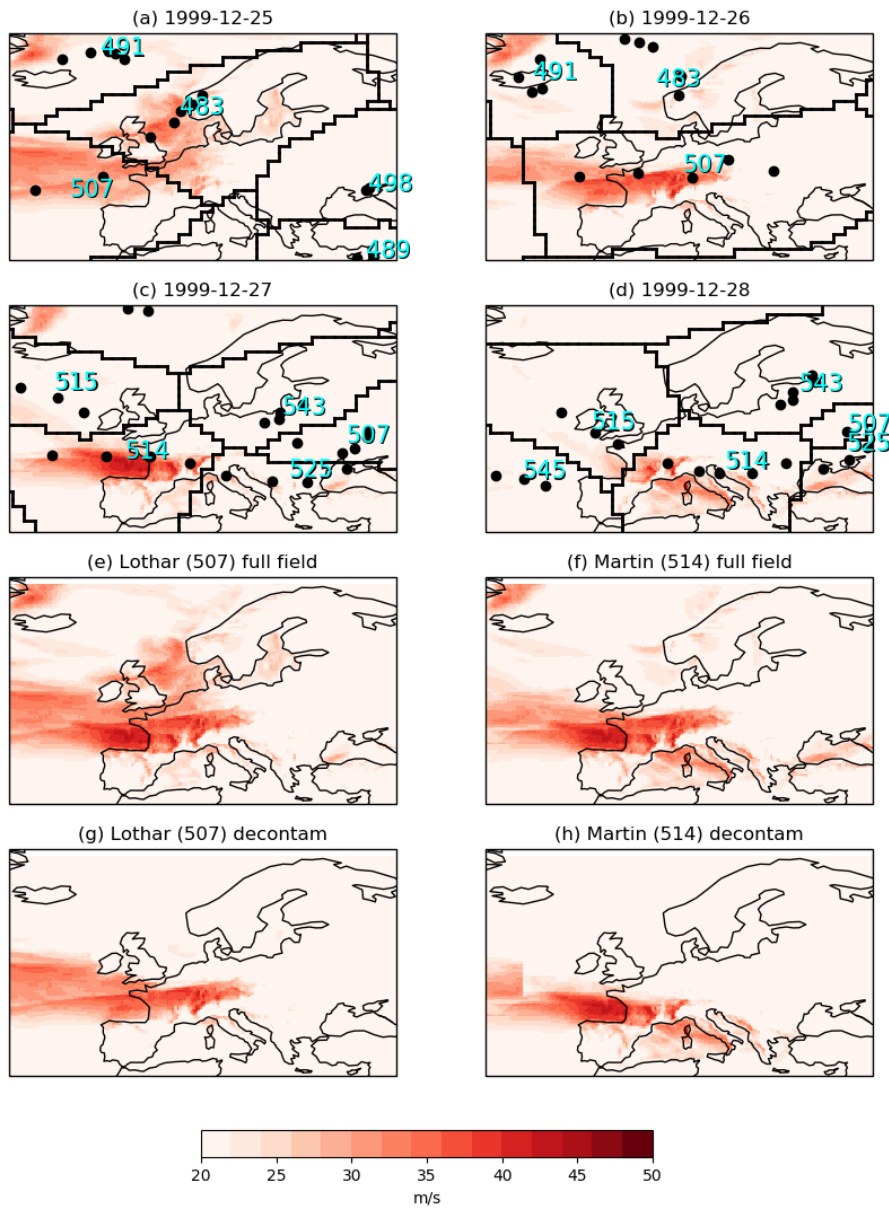 (a) 1999-12-25
(b) 1999-12-26
491
483
507
498
489
491
483
507
(c) 1999-12-27
(d) 1999-12-28
515
543
507
514
525
543
507
515
525
514
545
(e) Lothar (507) full field
(f) Martin (514) full field
(g) Lothar (507) decontam
(h) Martin (514) decontam
20 25 30 35 40 45 50
m/s